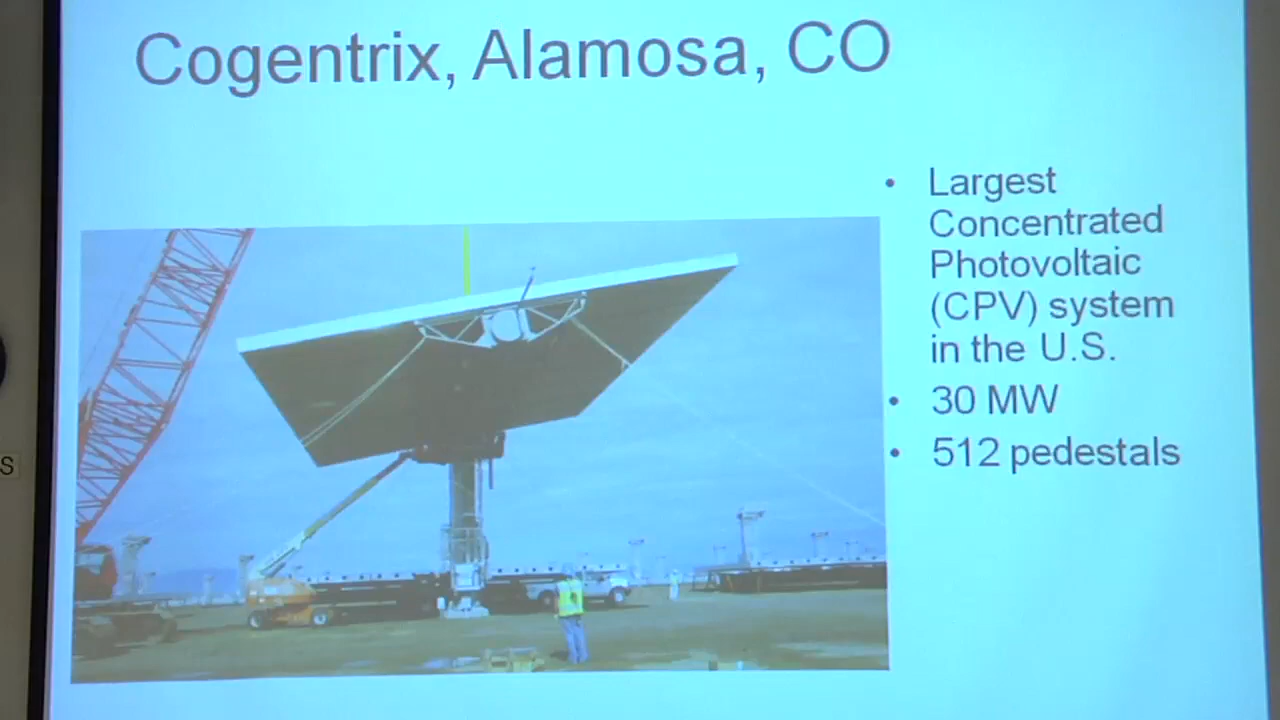 Cogentrix, Alamosa, CO
• Largest
Concentrated
Photovoltaic
(CPV) system
in the U.S.
• 30 MW
• 512 pedestals
S